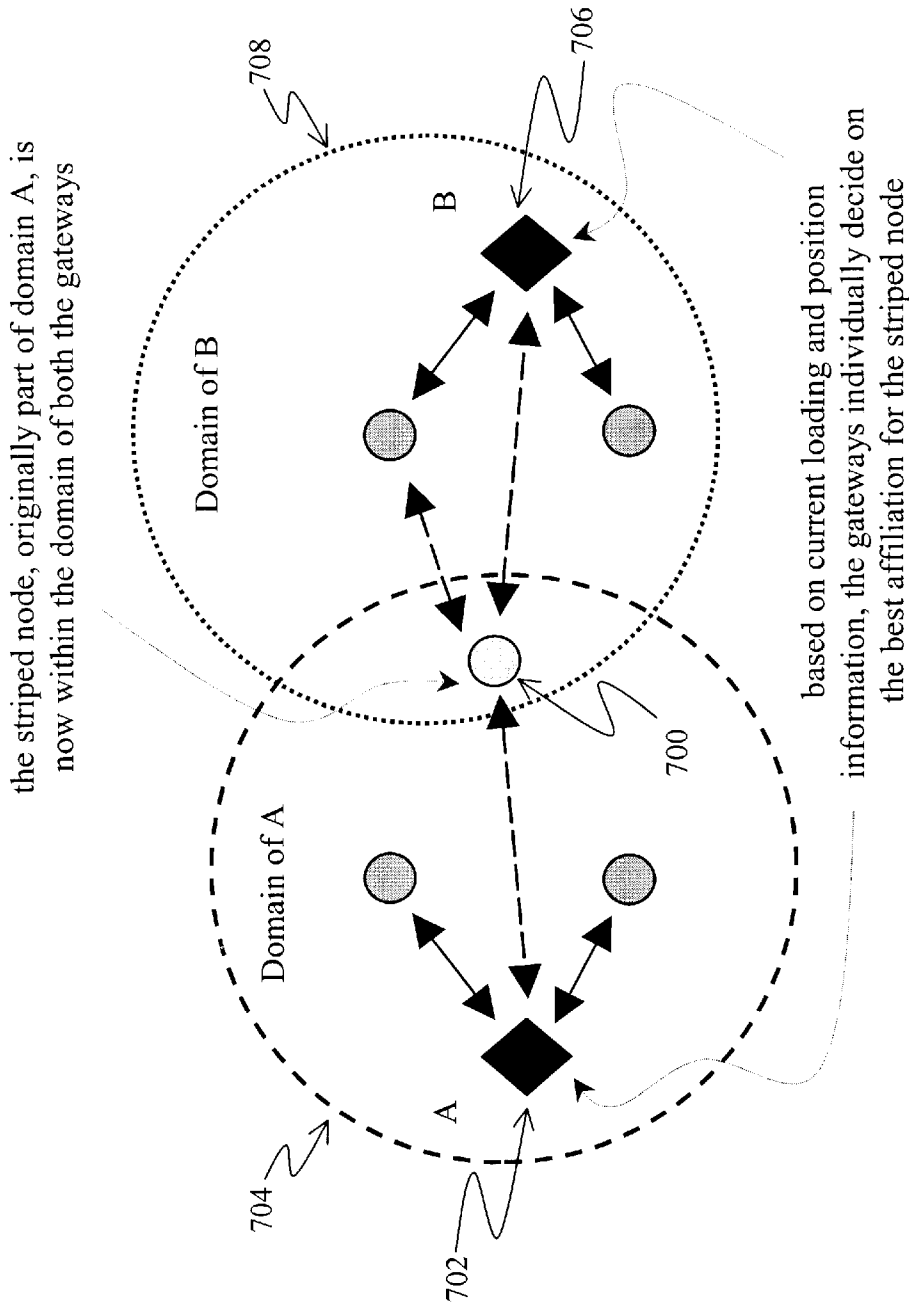 the striped node, originally part of domain A, is
now within the domain of both the gateways
708
704
Domain of A
Domain of B
A
B
702
706
700
based on current loading and position
information, the gateways individually decide on
the best affiliation for the striped node